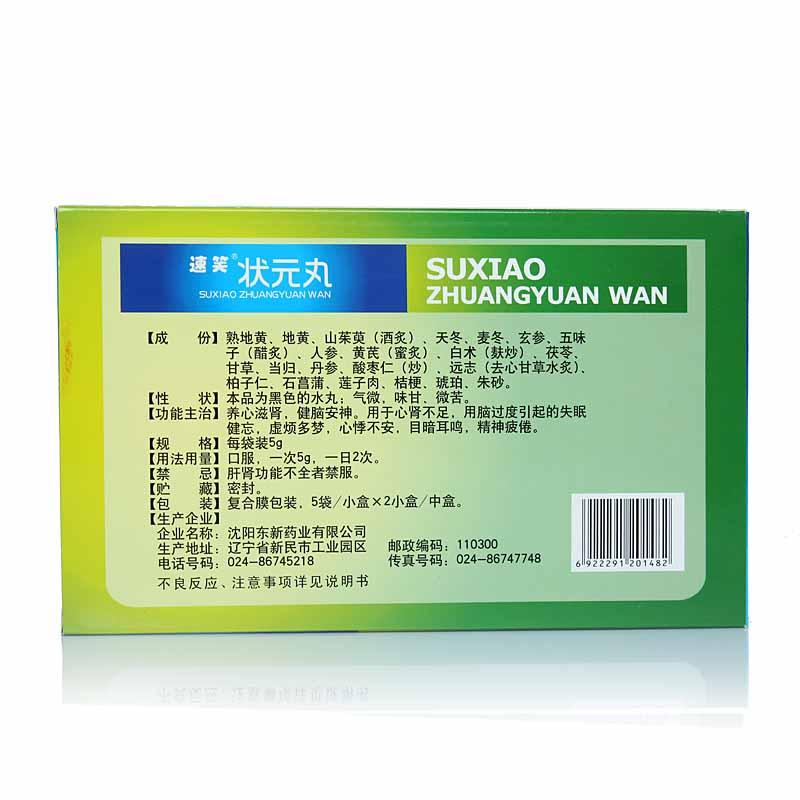 速笑® 状元丸
SUXIAO ZHUANGYUAN WAN
SUXIAO
ZHUANGYUAN WAN
【成 份】熟地黄、地黄、山茱萸（酒炙）、天冬、麦冬、玄参、五味
子（醋炙）、人参、黄芪（蜜炙）、白术（麸炒）、茯苓、
甘草、当归、丹参、酸枣仁（炒）、远志（去心甘草水炙）、
柏子仁、石菖蒲、莲子肉、桔梗、琥珀、朱砂。
【性 状】本品为黑色的水丸；气微，味甘、微苦。
【功能主治】养心滋肾，健脑安神。用于心肾不足，用脑过度引起的失眠
健忘，虚烦多梦，心悸不安，目暗耳鸣，精神疲倦。
【规 格】每袋装5g
【用法用量】口服，一次5g，一日2次。
【禁 忌】肝肾功能不全者禁服。
【贮 藏】密封。
【包 装】复合膜包装，5袋/小盒×2小盒/中盒。
【生产企业】
企业名称：沈阳东新药业有限公司
生产地址：辽宁省新民市工业园区 邮政编码：110300
电话号码：024-86745218 传真号码：024-86747748
不良反应、注意事项详见说明书
6 922291 201482